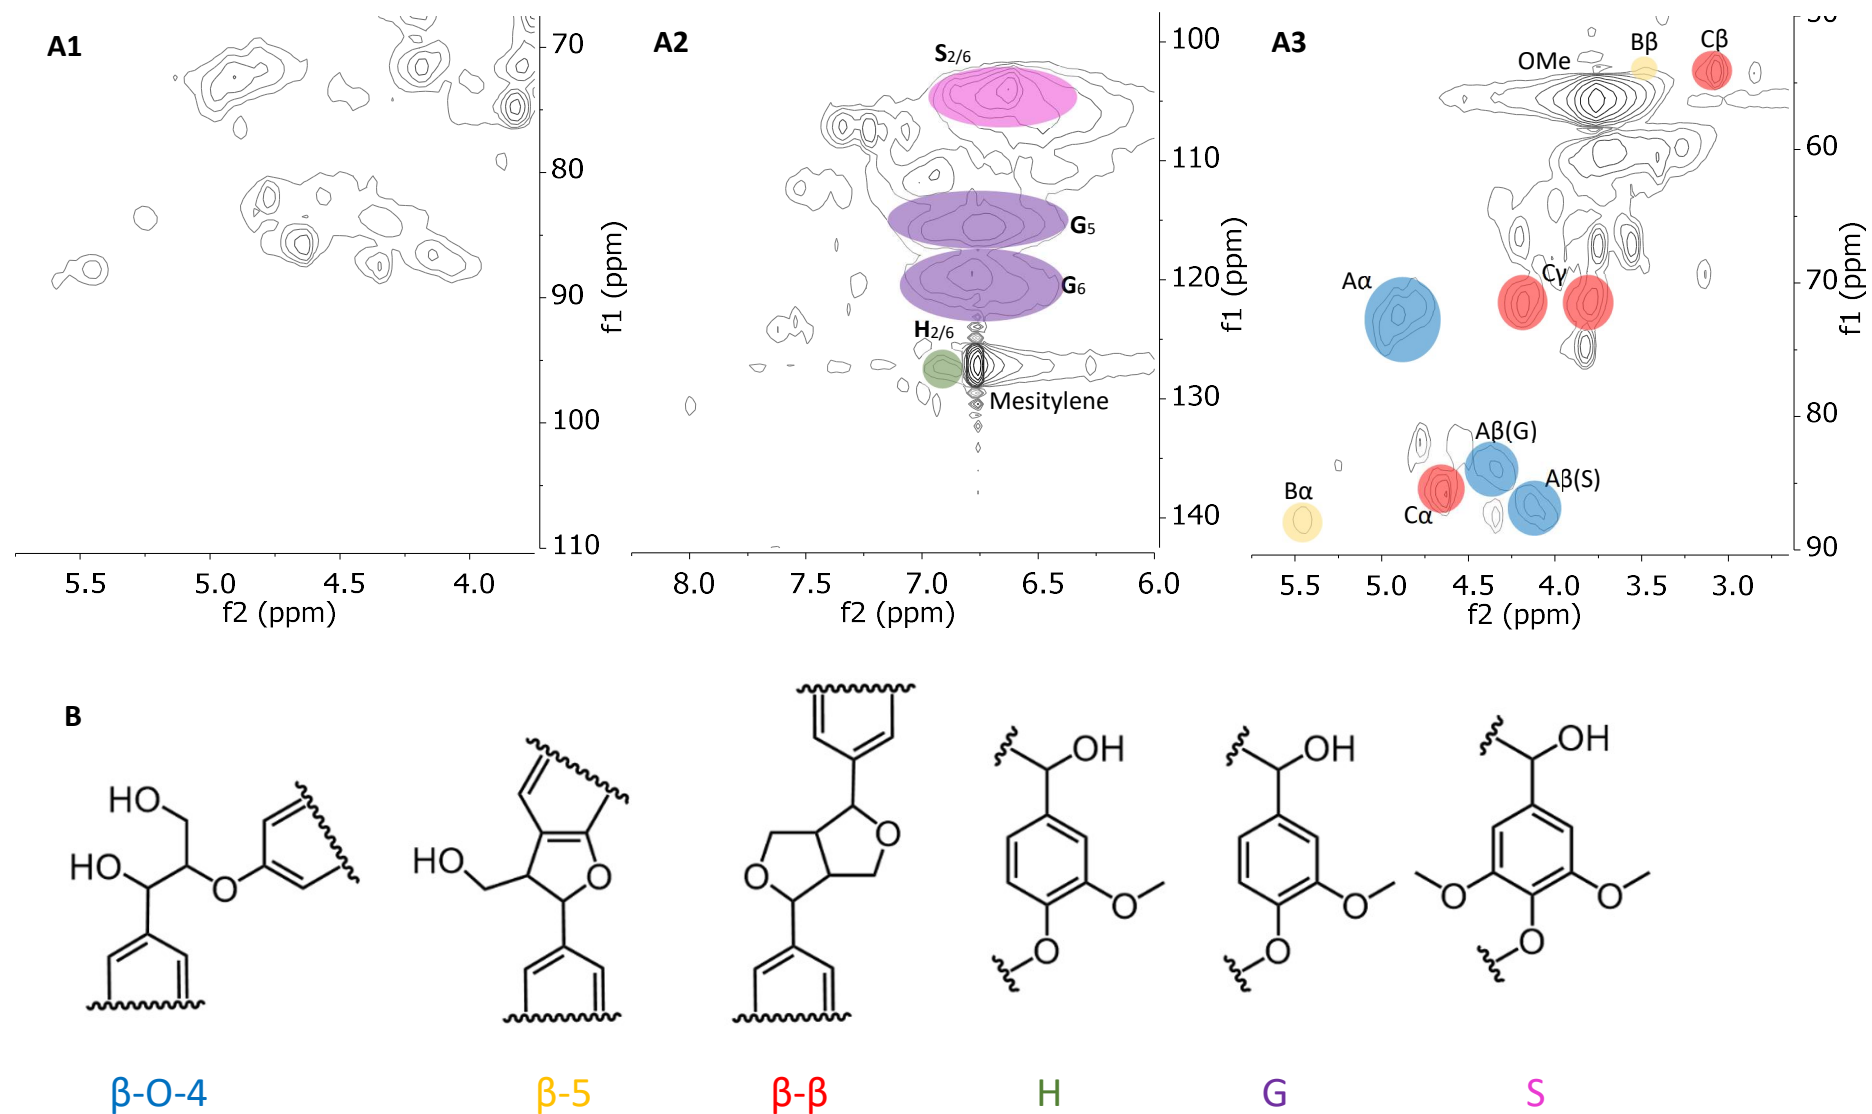 A1
70
80
90
100
110
f1 (ppm)
5.5 5.0 4.5 4.0
f2 (ppm)
A2
S2/6
G5
G6
H2/6
Mesitylene
100
110
120
130
140
f1 (ppm)
8.0 7.5 7.0 6.5 6.0
f2 (ppm)
A3
OMe
Bβ
Cβ
Aα
Cγ
Aβ(G)
Aβ(S)
Bα
Cα
50
60
70
80
90
f1 (ppm)
5.5 5.0 4.5 4.0 3.5 3.0
f2 (ppm)
B
HO
HO
O
HO
O
O
O
OH
O
O
OH
O
O
OH
O
O
O
β-O-4 β-5 β-β H G S